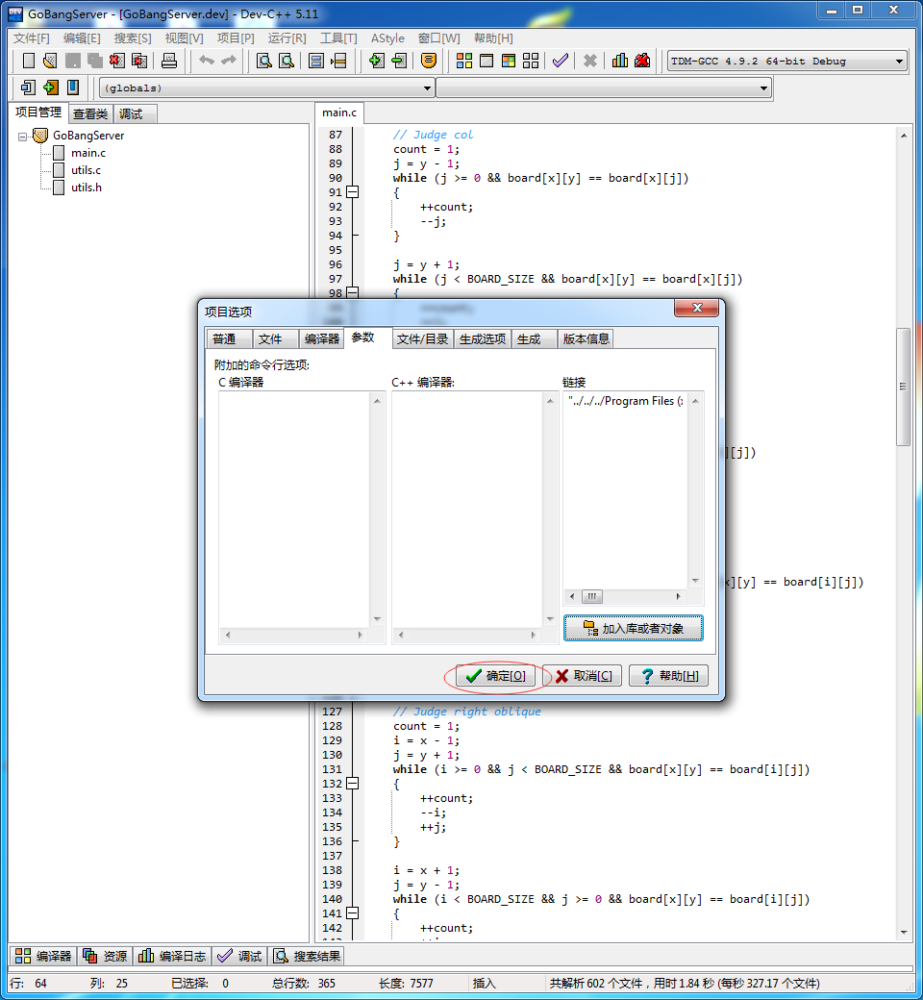 GoBangServer - [GoBangServer.dev] - Dev-C++ 5.11
文件[F] 编辑[E] 搜索[S] 视图[V] 项目[P] 运行[R] 工具[T] AStyle 窗口[W] 帮助[H]
TDM-GCC 4.9.2 64-bit Debug
(globals)
项目管理 查看类 调试
GoBangServer
main.c
utils.c
utils.h
main.c
87 // Judge col
88 count = 1;
89 j = y - 1;
90 while (j >= 0 && board[x][y] == board[x][j])
91 {
92 ++count;
93 --j;
94 }
95
96 j = y + 1;
97 while (j < BOARD_SIZE && board[x][y] == board[x][j])
98 {
项目选项
普通 文件 编译器 参数 文件/目录 生成选项 生成 版本信息
附加的命令行选项:
C 编译器 C++ 编译器: 链接
"../../../Program Files (x
][j])
x][y] == board[i][j])
加入库或者对象
确定[O] 取消[C] 帮助[H]
127 // Judge right oblique
128 count = 1;
129 i = x - 1;
130 j = y + 1;
131 while (i >= 0 && j < BOARD_SIZE && board[x][y] == board[i][j])
132 {
133 ++count;
134 --i;
135 ++j;
136 }
137
138 i = x + 1;
139 j = y - 1;
140 while (i < BOARD_SIZE && j >= 0 && board[x][y] == board[i][j])
141 {
142 ++count;
编译器 资源 编译日志 调试 搜索结果
行: 64 列: 25 已选择: 0 总行数: 365 长度: 7577 插入 共解析 602 个文件，用时 1.84 秒 (每秒 327.17 个文件)